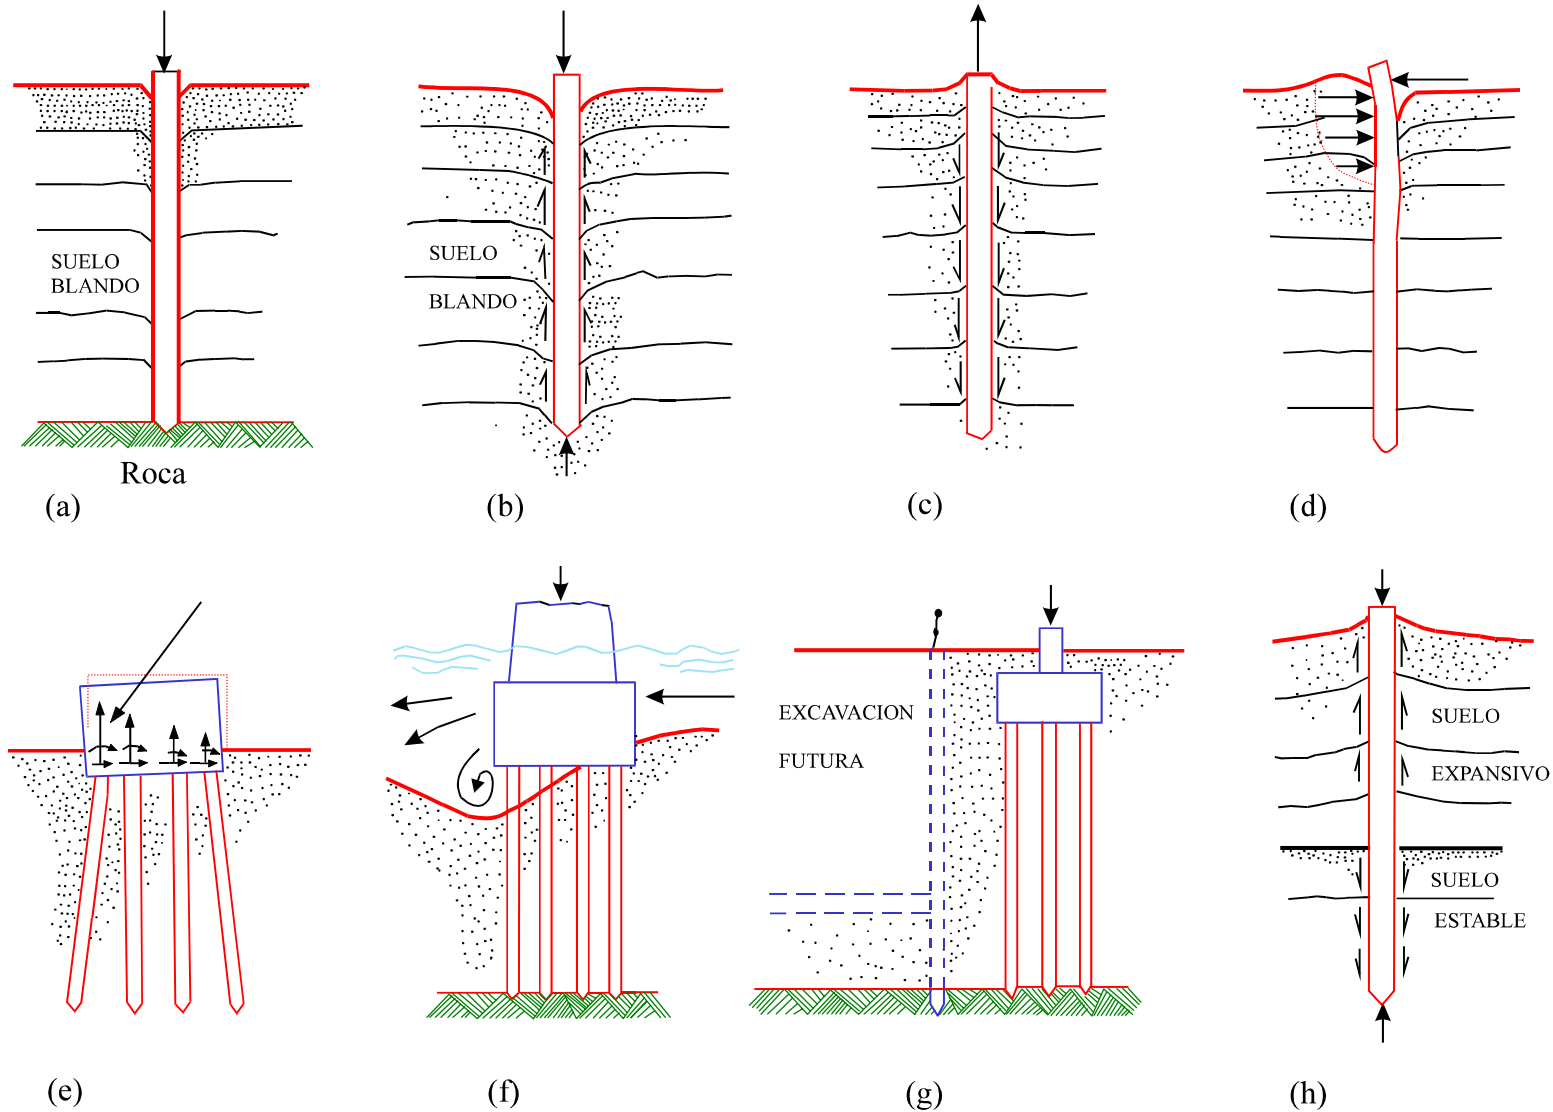 SUELO
BLANDO
Roca
(a)
SUELO
BLANDO
(b)
(c)
(d)
(e)
(f)
EXCAVACION
FUTURA
(g)
SUELO
EXPANSIVO
SUELO
ESTABLE
(h)